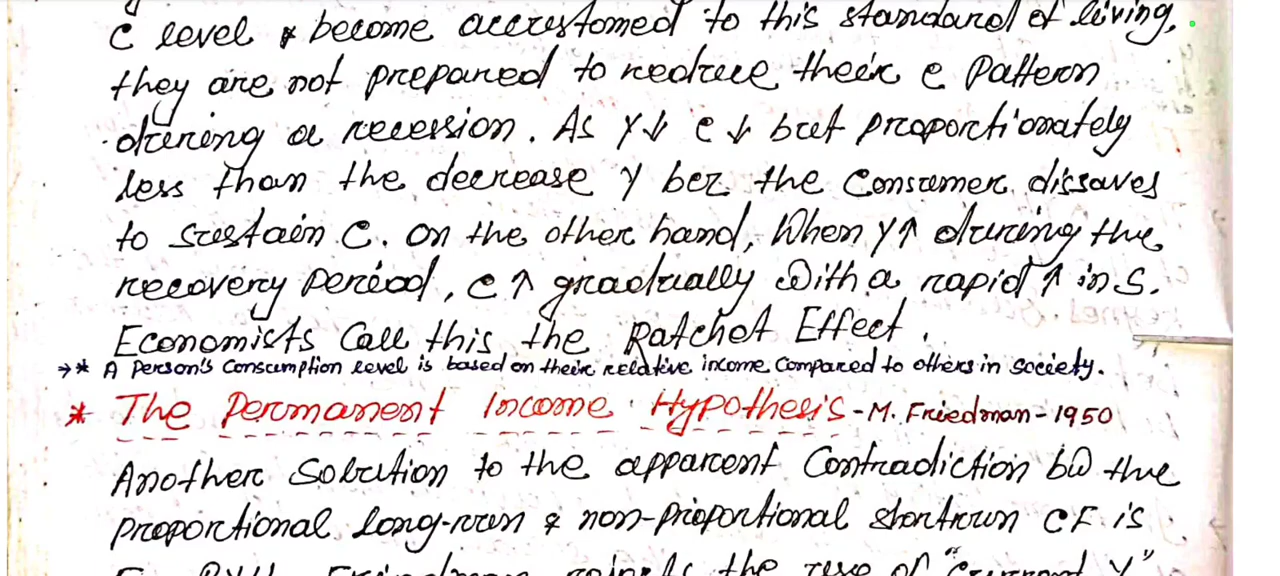 C level & become accustomed to this standard of living,
they are not prepared to reduce their C Pattern
during a recession. As Y↓ C↓ but proportionately
less than the decrease Y bcz the Consumer dissaves
to sustain C. On the other hand, When Y↑ during the
recovery period, C↑ gradually with a rapid ↑ in S.
Economists Call this the Ratchet Effect.
→* A Person's Consumption level is based on their relative income compared to others in society.
* The Permanent Income Hypothesis - M. Friedman - 1950
Another Solution to the apparent Contradiction b/w the
proportional long-run & non-proportional shortrun CF is
the use of "current Y"